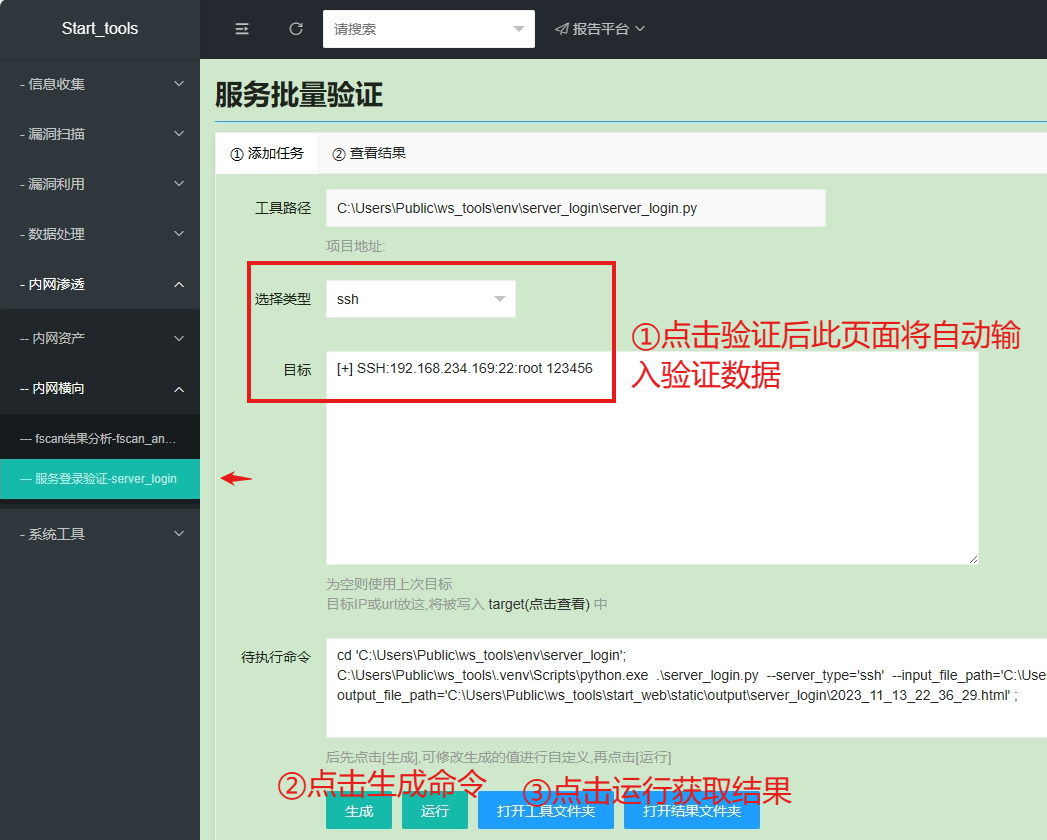 Start_tools
请搜索
报告平台
- 信息收集
- 漏洞扫描
- 漏洞利用
- 数据处理
- 内网渗透
-- 内网资产
-- 内网横向
--- fscan结果分析-fscan_an...
--- 服务登录验证-server_login
- 系统工具
服务批量验证
① 添加任务
② 查看结果
工具路径
C:\Users\Public\ws_tools\env\server_login\server_login.py
项目地址:
选择类型
ssh
①点击验证后此页面将自动输
入验证数据
目标
[+] SSH:192.168.234.169:22:root 123456
为空则使用上次目标
目标IP或url放这,将被写入 target(点击查看) 中
待执行命令
cd 'C:\Users\Public\ws_tools\env\server_login';
C:\Users\Public\ws_tools\.venv\Scripts\python.exe .\server_login.py --server_type='ssh' --input_file_path='C:\Use
output_file_path='C:\Users\Public\ws_tools\start_web\static\output\server_login\2023_11_13_22_36_29.html' ;
后先点击[生成],可修改生成的值进行自定义,再点击[运行]
②点击生成命令
③点击运行获取结果
生成
运行
打开工具文件夹
打开结果文件夹